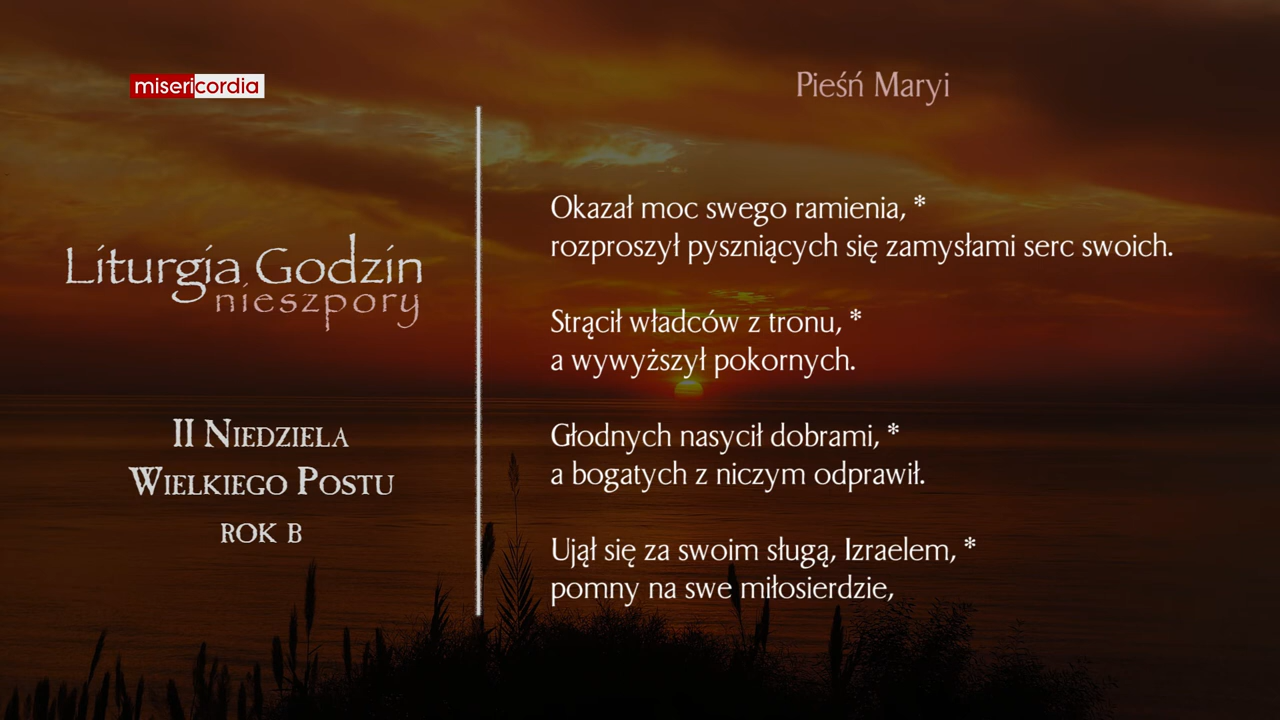 misericordia
Liturgia Godzin
nieszpory
II Niedziela
Wielkiego Postu
rok B
Pieśń Maryi
Okazał moc swego ramienia, *
rozproszył pyszniących się zamysłami serc swoich.
Strącił władców z tronu, *
a wywyższył pokornych.
Głodnych nasycił dobrami, *
a bogatych z niczym odprawił.
Ujął się za swoim sługą, Izraelem, *
pomny na swe miłosierdzie,